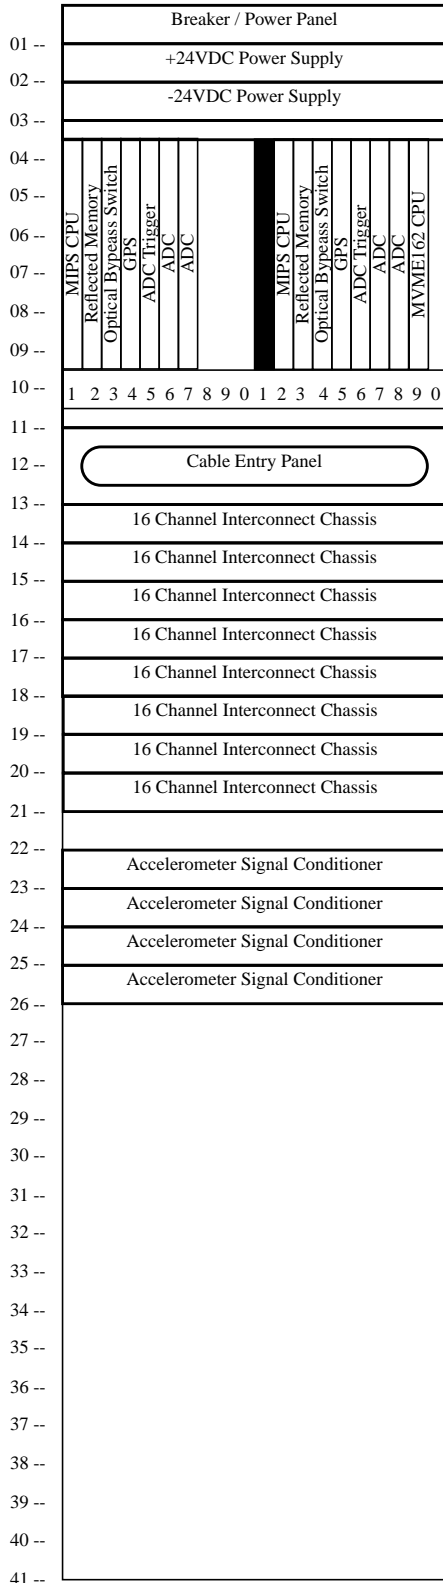 Breaker / Power Panel
01 --
+24VDC Power Supply
02 --
-24VDC Power Supply
03 --
04 --
05 --
06 --
07 --
08 --
09 --
MIPS CPU
Reflected Memory
Optical Bypeass Switch
GPS
ADC Trigger
ADC
ADC
MIPS CPU
Reflected Memory
Optical Bypeass Switch
GPS
ADC Trigger
ADC
ADC
MVME162 CPU
10 -- 1 2 3 4 5 6 7 8 9 0 1 2 3 4 5 6 7 8 9 0
11 --
12 -- Cable Entry Panel
13 --
16 Channel Interconnect Chassis
14 --
16 Channel Interconnect Chassis
15 --
16 Channel Interconnect Chassis
16 --
16 Channel Interconnect Chassis
17 --
16 Channel Interconnect Chassis
18 --
16 Channel Interconnect Chassis
19 --
16 Channel Interconnect Chassis
20 --
16 Channel Interconnect Chassis
21 --
22 --
Accelerometer Signal Conditioner
23 --
Accelerometer Signal Conditioner
24 --
Accelerometer Signal Conditioner
25 --
Accelerometer Signal Conditioner
26 --
27 --
28 --
29 --
30 --
31 --
32 --
33 --
34 --
35 --
36 --
37 --
38 --
39 --
40 --
41 --